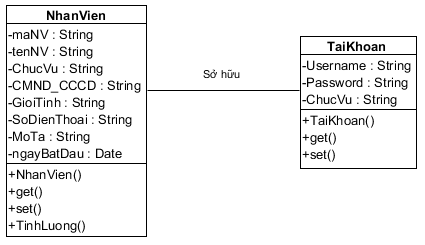 NhanVien
-maNV : String
-tenNV : String
-ChucVu : String
-CMND_CCCD : String
-GioiTinh : String
-SoDienThoai : String
-MoTa : String
-ngayBatDau : Date
+NhanVien()
+get()
+set()
+TinhLuong()
Sở hữu
TaiKhoan
-Username : String
-Password : String
-ChucVu : String
+TaiKhoan()
+get()
+set()